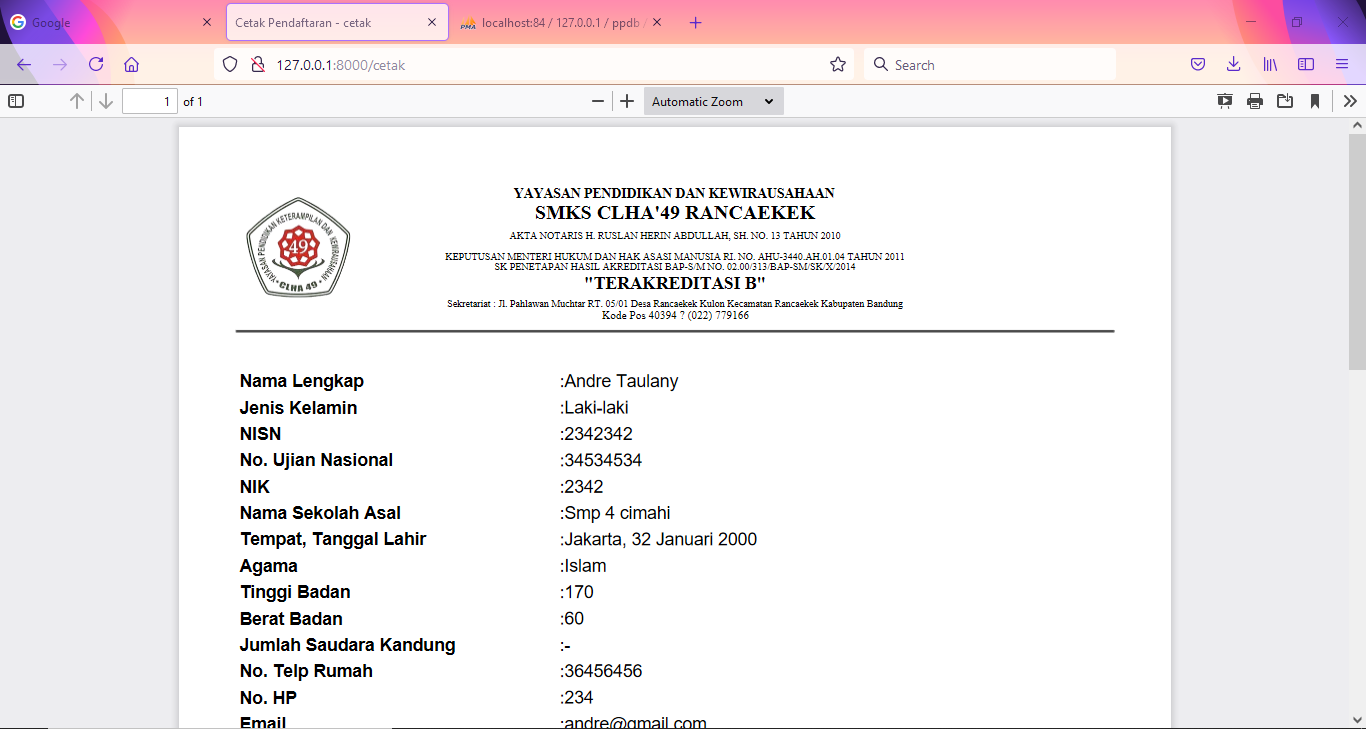 Google
Cetak Pendaftaran - cetak
localhost:84 / 127.0.0.1 / ppdb /
127.0.0.1:8000/cetak
Search
1 of 1
Automatic Zoom
YAYASAN PENDIDIKAN DAN KEWIRAUSAHAAN
SMKS CLHA'49 RANCAEKEK
AKTA NOTARIS H. RUSLAN HERIN ABDULLAH, SH. NO. 13 TAHUN 2010
KEPUTUSAN MENTERI HUKUM DAN HAK ASASI MANUSIA RI. NO. AHU-3440.AH.01.04 TAHUN 2011
SK PENETAPAN HASIL AKREDITASI BAP-S/M NO. 02.00/313/BAP-SM/SK/X/2014
"TERAKREDITASI B"
Sekretariat : Jl. Pahlawan Muchtar RT. 05/01 Desa Rancaekek Kulon Kecamatan Rancaekek Kabupaten Bandung
Kode Pos 40394 ? (022) 779166
YAYASAN PENDIDIKAN KETERAMPILAN DAN KEWIRAUSAHAAN
49
CLHA 49
Nama Lengkap :Andre Taulany
Jenis Kelamin :Laki-laki
NISN :2342342
No. Ujian Nasional :34534534
NIK :2342
Nama Sekolah Asal :Smp 4 cimahi
Tempat, Tanggal Lahir :Jakarta, 32 Januari 2000
Agama :Islam
Tinggi Badan :170
Berat Badan :60
Jumlah Saudara Kandung :-
No. Telp Rumah :36456456
No. HP :234
Email :andre@gmail.com